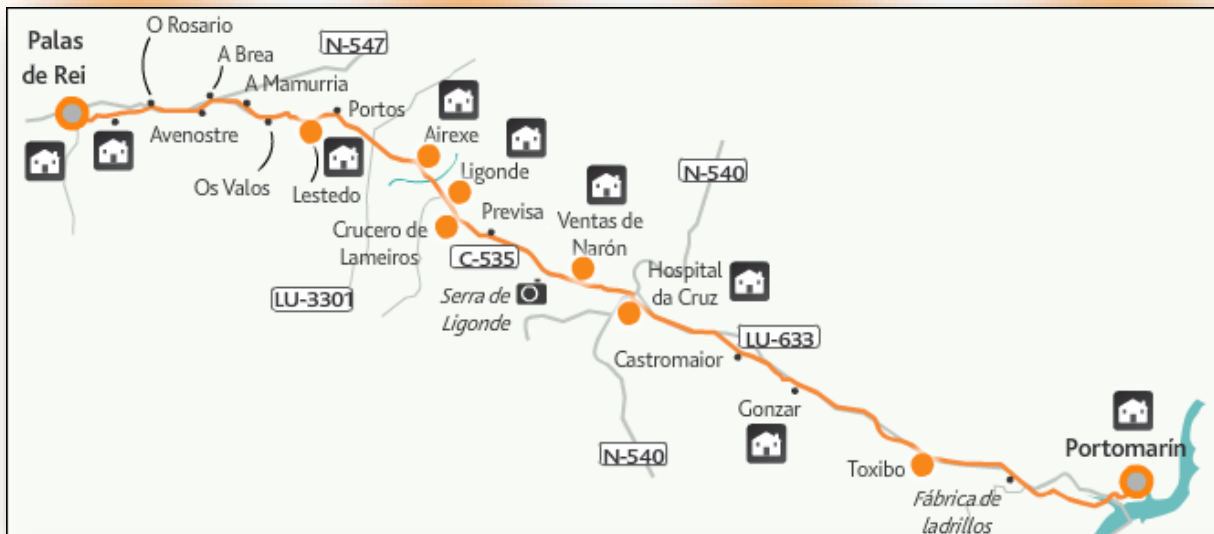 O Rosario
Palas
de Rei
A Brea
N-547
A Mamurria
Portos
Avenostre
Airexe
Os Valos
Lestedo
Ligonde
N-540
Previsa
Ventas de
Narón
Crucero de
Lameiros
C-535
Hospital
da Cruz
LU-3301
Serra de
Ligonde
LU-633
Castromaior
Gonzar
Portomarín
N-540
Toxibo
Fábrica de
ladrillos